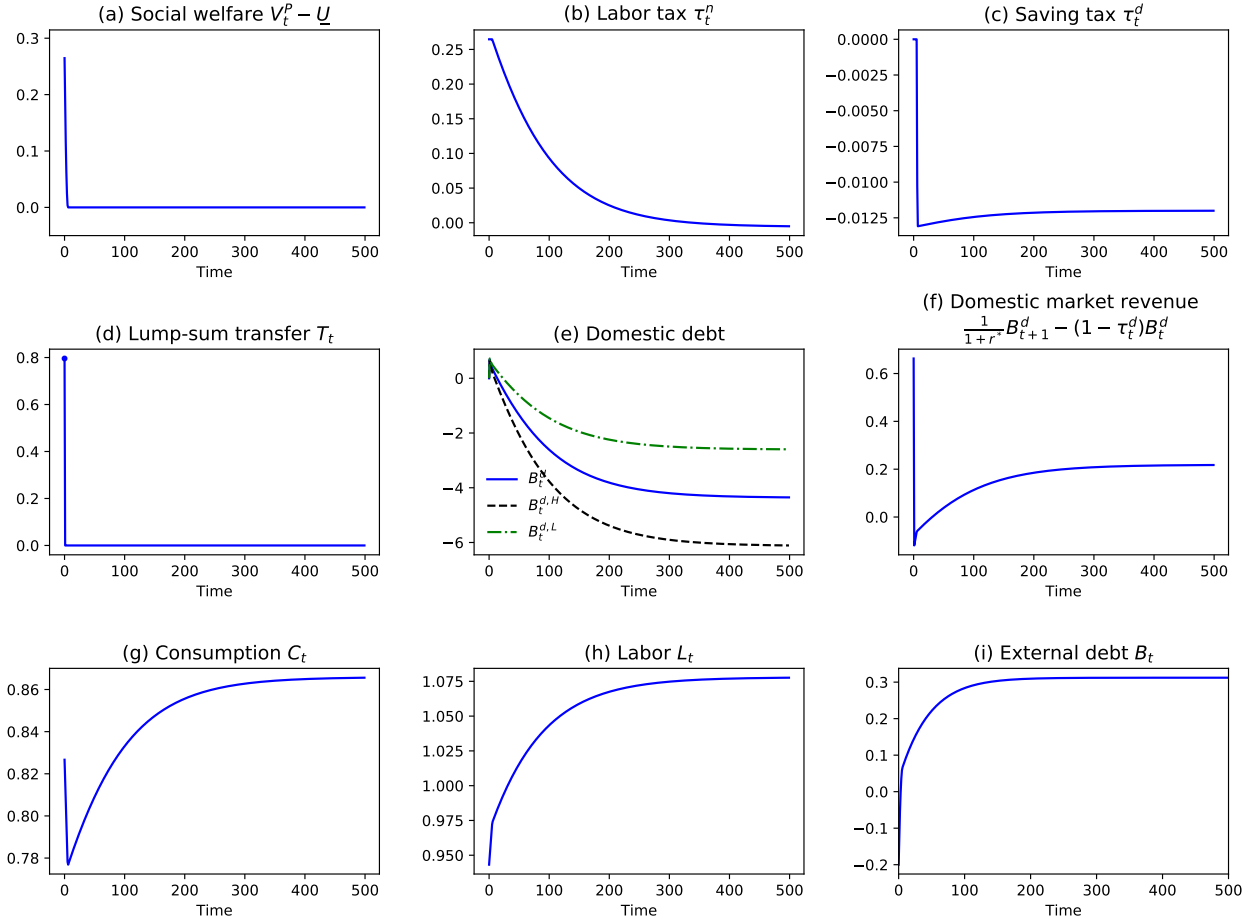 (a) Social welfare $V_t^P - \underline{U}$
0.3
0.2
0.1
0.0
0 100 200 300 400 500
Time
(b) Labor tax $\tau_t^n$
0.25
0.20
0.15
0.10
0.05
0.00
0 100 200 300 400 500
Time
(c) Saving tax $\tau_t^d$
0.0000
−0.0025
−0.0050
−0.0075
−0.0100
−0.0125
0 100 200 300 400 500
Time
(d) Lump-sum transfer $T_t$
0.8
0.6
0.4
0.2
0.0
0 100 200 300 400 500
Time
(e) Domestic debt
0
−2
−4
−6
$B_t^d$
$B_t^{d,H}$
$B_t^{d,L}$
0 100 200 300 400 500
Time
(f) Domestic market revenue
$\frac{1}{1+r^*}B_{t+1}^d - (1-\tau_t^d)B_t^d$
0.6
0.4
0.2
0.0
0 100 200 300 400 500
Time
(g) Consumption $C_t$
0.86
0.84
0.82
0.80
0.78
0 100 200 300 400 500
Time
(h) Labor $L_t$
1.075
1.050
1.025
1.000
0.975
0.950
0 100 200 300 400 500
Time
(i) External debt $B_t$
0.3
0.2
0.1
0.0
−0.1
−0.2
0 100 200 300 400 500
Time